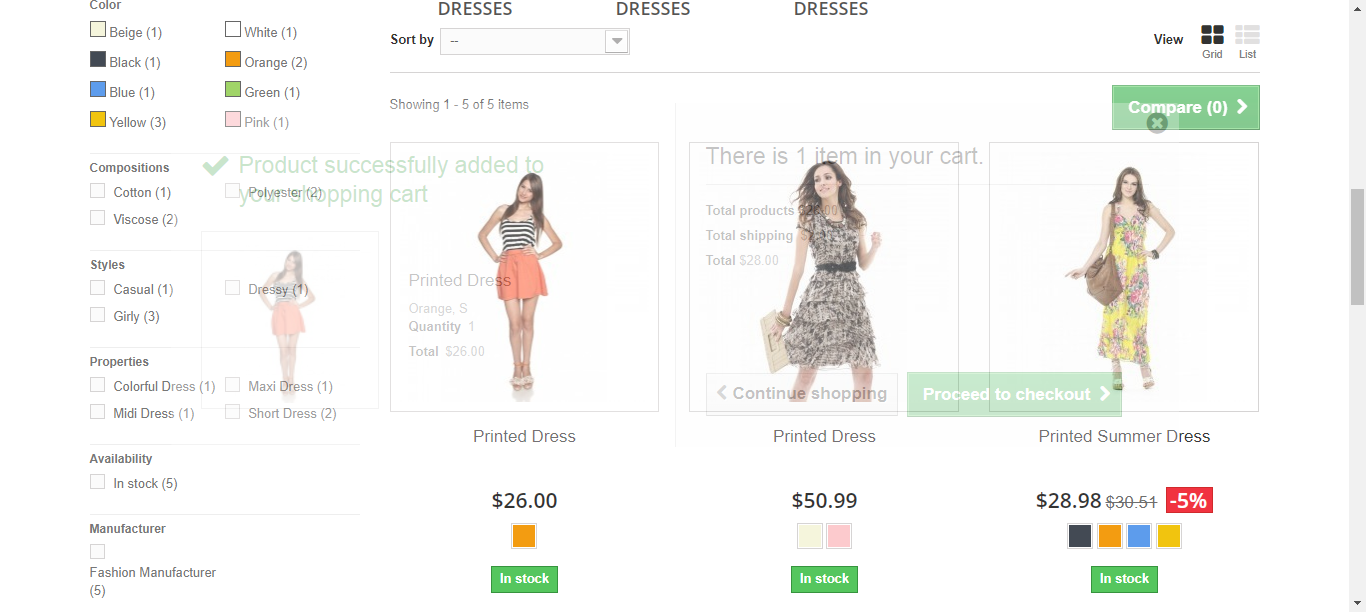 Color
DRESSES
DRESSES
DRESSES
Beige (1)
White (1)
Black (1)
Orange (2)
Blue (1)
Green (1)
Yellow (3)
Pink (1)
Sort by
--
View
Grid
List
Showing 1 - 5 of 5 items
Compare (0)
Compositions
Cotton (1)
Polyester (2)
Viscose (2)
Styles
Casual (1)
Dressy (1)
Girly (3)
Properties
Colorful Dress (1)
Maxi Dress (1)
Midi Dress (1)
Short Dress (2)
Availability
In stock (5)
Manufacturer
Fashion Manufacturer
(5)
Product successfully added to
your shopping cart
Printed Dress
Orange, S
Quantity 1
Total $26.00
There is 1 item in your cart.
Total products
Total shipping
Total $28.00
Continue shopping
Proceed to checkout
Printed Dress
$26.00
In stock
Printed Dress
$50.99
In stock
Printed Summer Dress
$28.98 $30.51 -5%
In stock